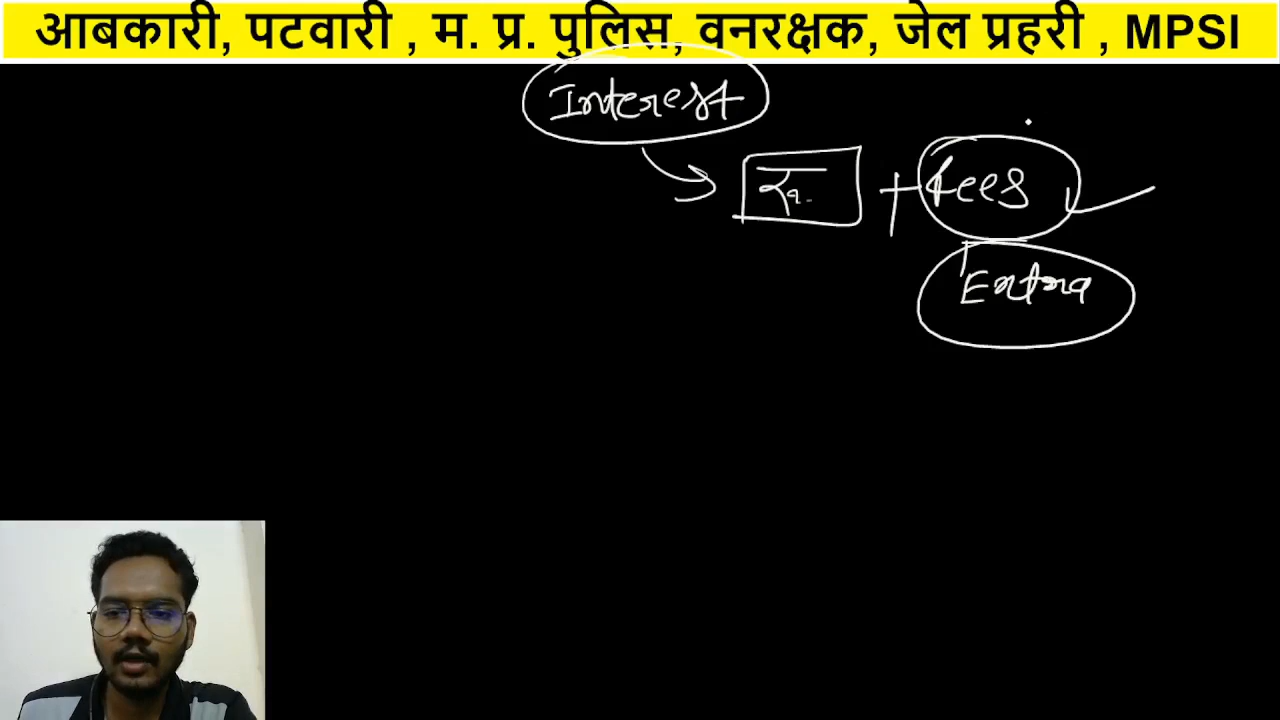 आबकारी, पटवारी , म. प्र. पुलिस, वनरक्षक, जेल प्रहरी , MPSI
Interest
रू. + fees
Extra